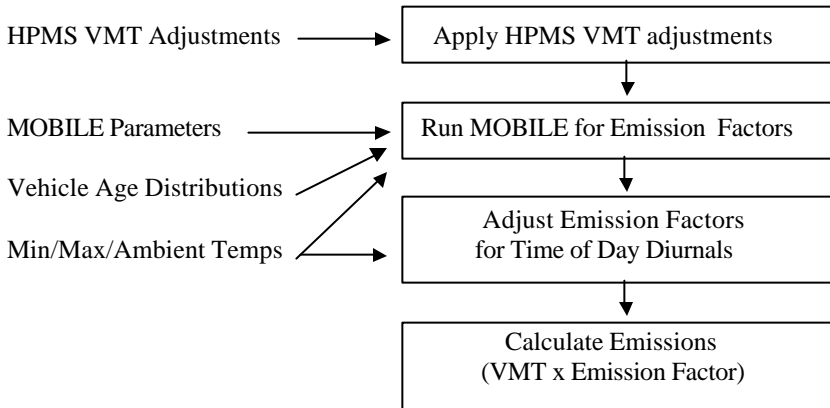 HPMS VMT Adjustments
Apply HPMS VMT adjustments
MOBILE Parameters
Run MOBILE for Emission Factors
Vehicle Age Distributions
Min/Max/Ambient Temps
Adjust Emission Factors
for Time of Day Diurnals
Calculate Emissions
(VMT x Emission Factor)